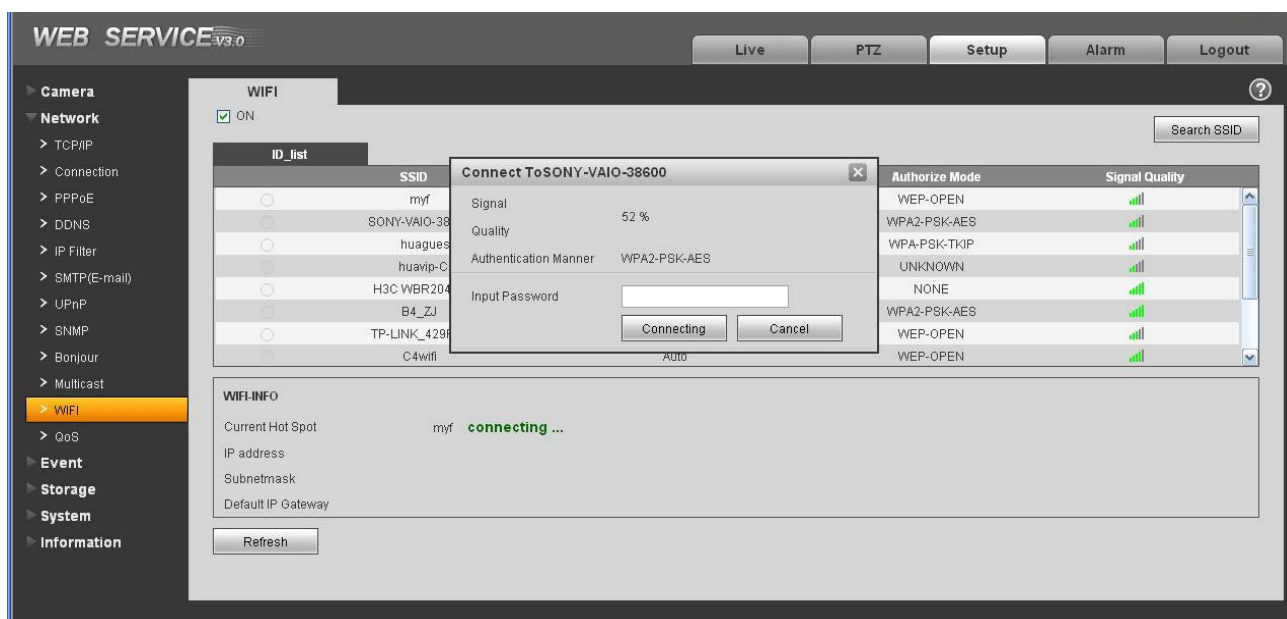 WEB SERVICE V3.0
Live PTZ Setup Alarm Logout
Camera
Network
> TCP/IP
> Connection
> PPPoE
> DDNS
> IP Filter
> SMTP(E-mail)
> UPnP
> SNMP
> Bonjour
> Multicast
> WIFI
> QoS
Event
Storage
System
Information
WIFI
?
ON
Search SSID
ID_list
SSID Authorize Mode Signal Quality
myf WEP-OPEN
SONY-VAIO-38 WPA2-PSK-AES
huagues WPA-PSK-TKIP
huavip-C UNKNOWN
H3C WBR204 NONE
B4_ZJ WPA2-PSK-AES
TP-LINK_429 WEP-OPEN
C4wifi Auto WEP-OPEN
Connect ToSONY-VAIO-38600
Signal
Quality
52 %
Authentication Manner WPA2-PSK-AES
Input Password
Connecting Cancel
WIFI-INFO
Current Hot Spot myf connecting ...
IP address
Subnetmask
Default IP Gateway
Refresh